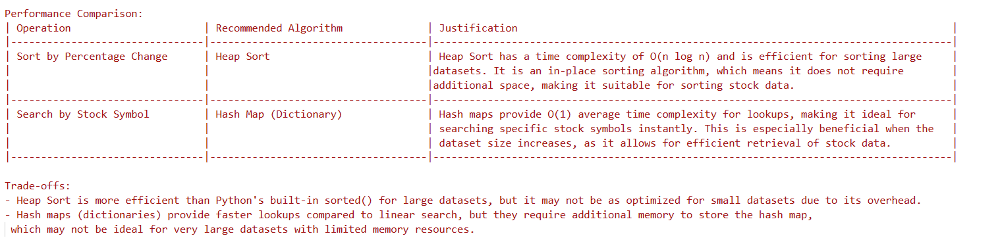 Performance Comparison:
| Operation | Recommended Algorithm | Justification |
|--------------------------------|------------------------------------|--------------------------------------------------------------------------------------|
| Sort by Percentage Change | Heap Sort | Heap Sort has a time complexity of O(n log n) and is efficient for sorting large |
| | |datasets. It is an in-place sorting algorithm, which means it does not require |
| | |additional space, making it suitable for sorting stock data. |
|--------------------------------|------------------------------------|--------------------------------------------------------------------------------------|
| Search by Stock Symbol | Hash Map (Dictionary) | Hash maps provide O(1) average time complexity for lookups, making it ideal for |
| | | searching specific stock symbols instantly. This is especially beneficial when the |
| | | dataset size increases, as it allows for efficient retrieval of stock data. |
|--------------------------------|------------------------------------|--------------------------------------------------------------------------------------|
Trade-offs:
- Heap Sort is more efficient than Python's built-in sorted() for large datasets, but it may not be as optimized for small datasets due to its overhead.
- Hash maps (dictionaries) provide faster lookups compared to linear search, but they require additional memory to store the hash map,
which may not be ideal for very large datasets with limited memory resources.